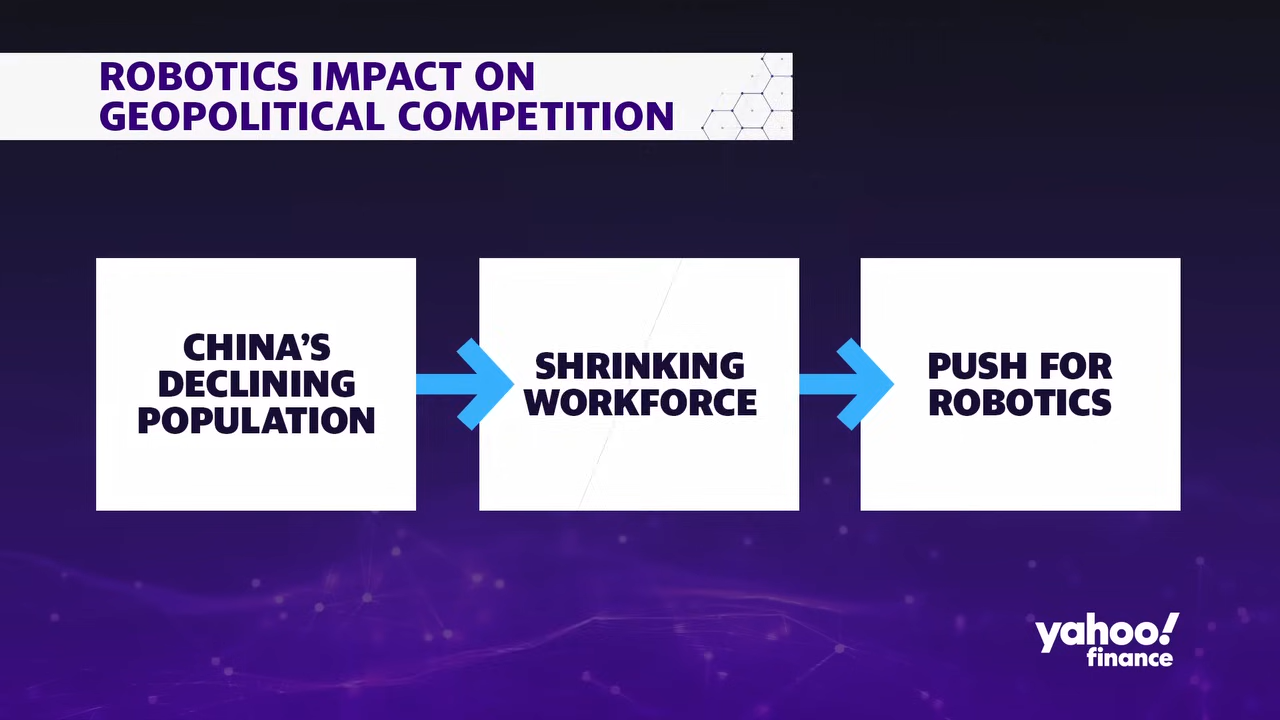 ROBOTICS IMPACT ON
GEOPOLITICAL COMPETITION
CHINA'S
DECLINING
POPULATION
SHRINKING
WORKFORCE
PUSH FOR
ROBOTICS
yahoo!
finance